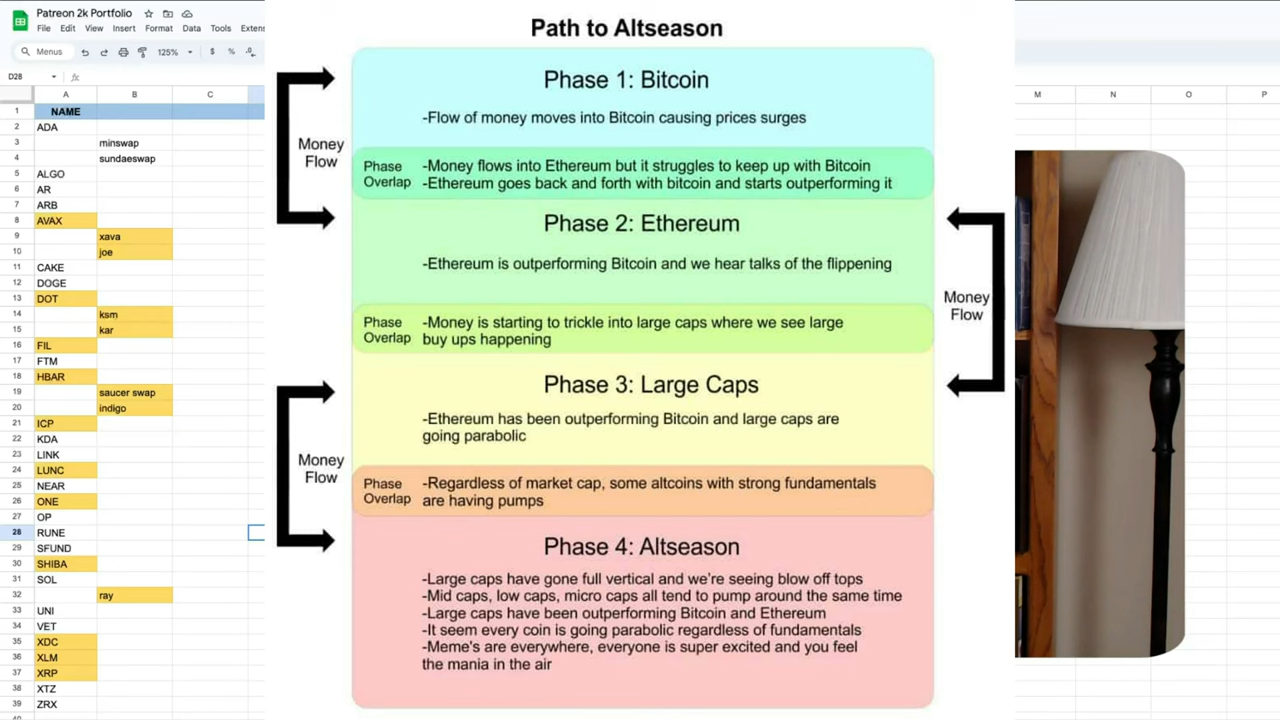 Patreon 2k Portfolio
File Edit View Insert Format Data Tools Extens
Menus 125% $ % .0
D28 fx
A B C
1 NAME
2 ADA
3 minswap
4 sundaeswap
5 ALGO
6 AR
7 ARB
8 AVAX
9 xava
10 joe
11 CAKE
12 DOGE
13 DOT
14 ksm
15 kar
16 FIL
17 FTM
18 HBAR
19 saucer swap
20 indigo
21 ICP
22 KDA
23 LINK
24 LUNC
25 NEAR
26 ONE
27 OP
28 RUNE
29 SFUND
30 SHIBA
31 SOL
32 ray
33 UNI
34 VET
35 XDC
36 XLM
37 XRP
38 XTZ
39 ZRX
Path to Altseason
Phase 1: Bitcoin
-Flow of money moves into Bitcoin causing prices surges
Money
Flow
Phase
Overlap
-Money flows into Ethereum but it struggles to keep up with Bitcoin
-Ethereum goes back and forth with bitcoin and starts outperforming it
Phase 2: Ethereum
-Ethereum is outperforming Bitcoin and we hear talks of the flippening
Money
Flow
Phase
Overlap
-Money is starting to trickle into large caps where we see large
buy ups happening
Phase 3: Large Caps
-Ethereum has been outperforming Bitcoin and large caps are
going parabolic
Money
Flow
Phase
Overlap
-Regardless of market cap, some altcoins with strong fundamentals
are having pumps
Phase 4: Altseason
-Large caps have gone full vertical and we're seeing blow off tops
-Mid caps, low caps, micro caps all tend to pump around the same time
-Large caps have been outperforming Bitcoin and Ethereum
-It seem every coin is going parabolic regardless of fundamentals
-Meme's are everywhere, everyone is super excited and you feel
the mania in the air
M N O P